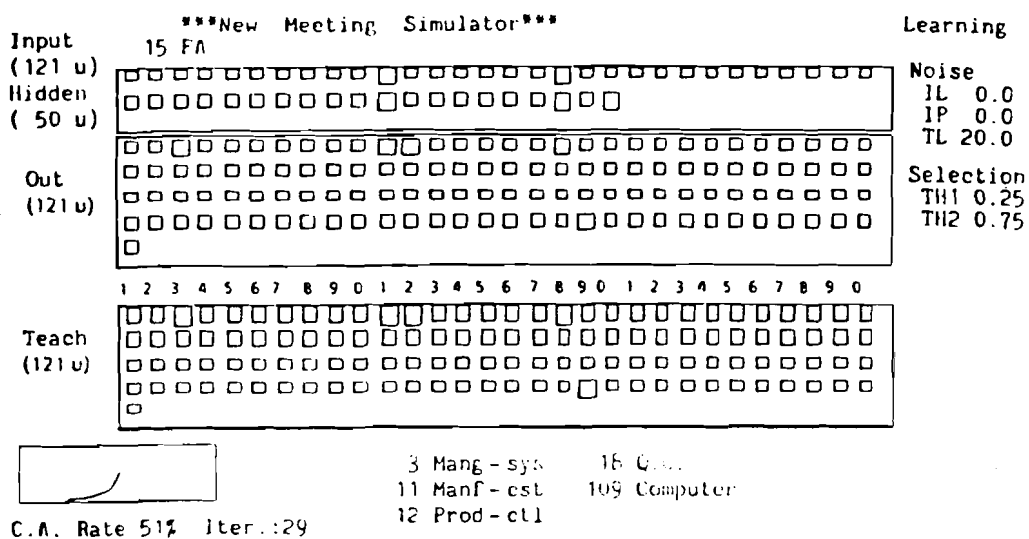 ***New Meeting Simulator***
Learning
Input
15 FA
(121 u)
Hidden
( 50 u)
Noise
IL 0.0
IP 0.0
TL 20.0
Selection
TH1 0.25
TH2 0.75
Out
(121 u)
1 2 3 4 5 6 7 8 9 0 1 2 3 4 5 6 7 8 9 0 1 2 3 4 5 6 7 8 9 0
Teach
(121 u)
3 Mang-sys 18
11 Manf-cst 109 Computer
12 Prod-ctl
C.A. Rate 51% Iter.:29